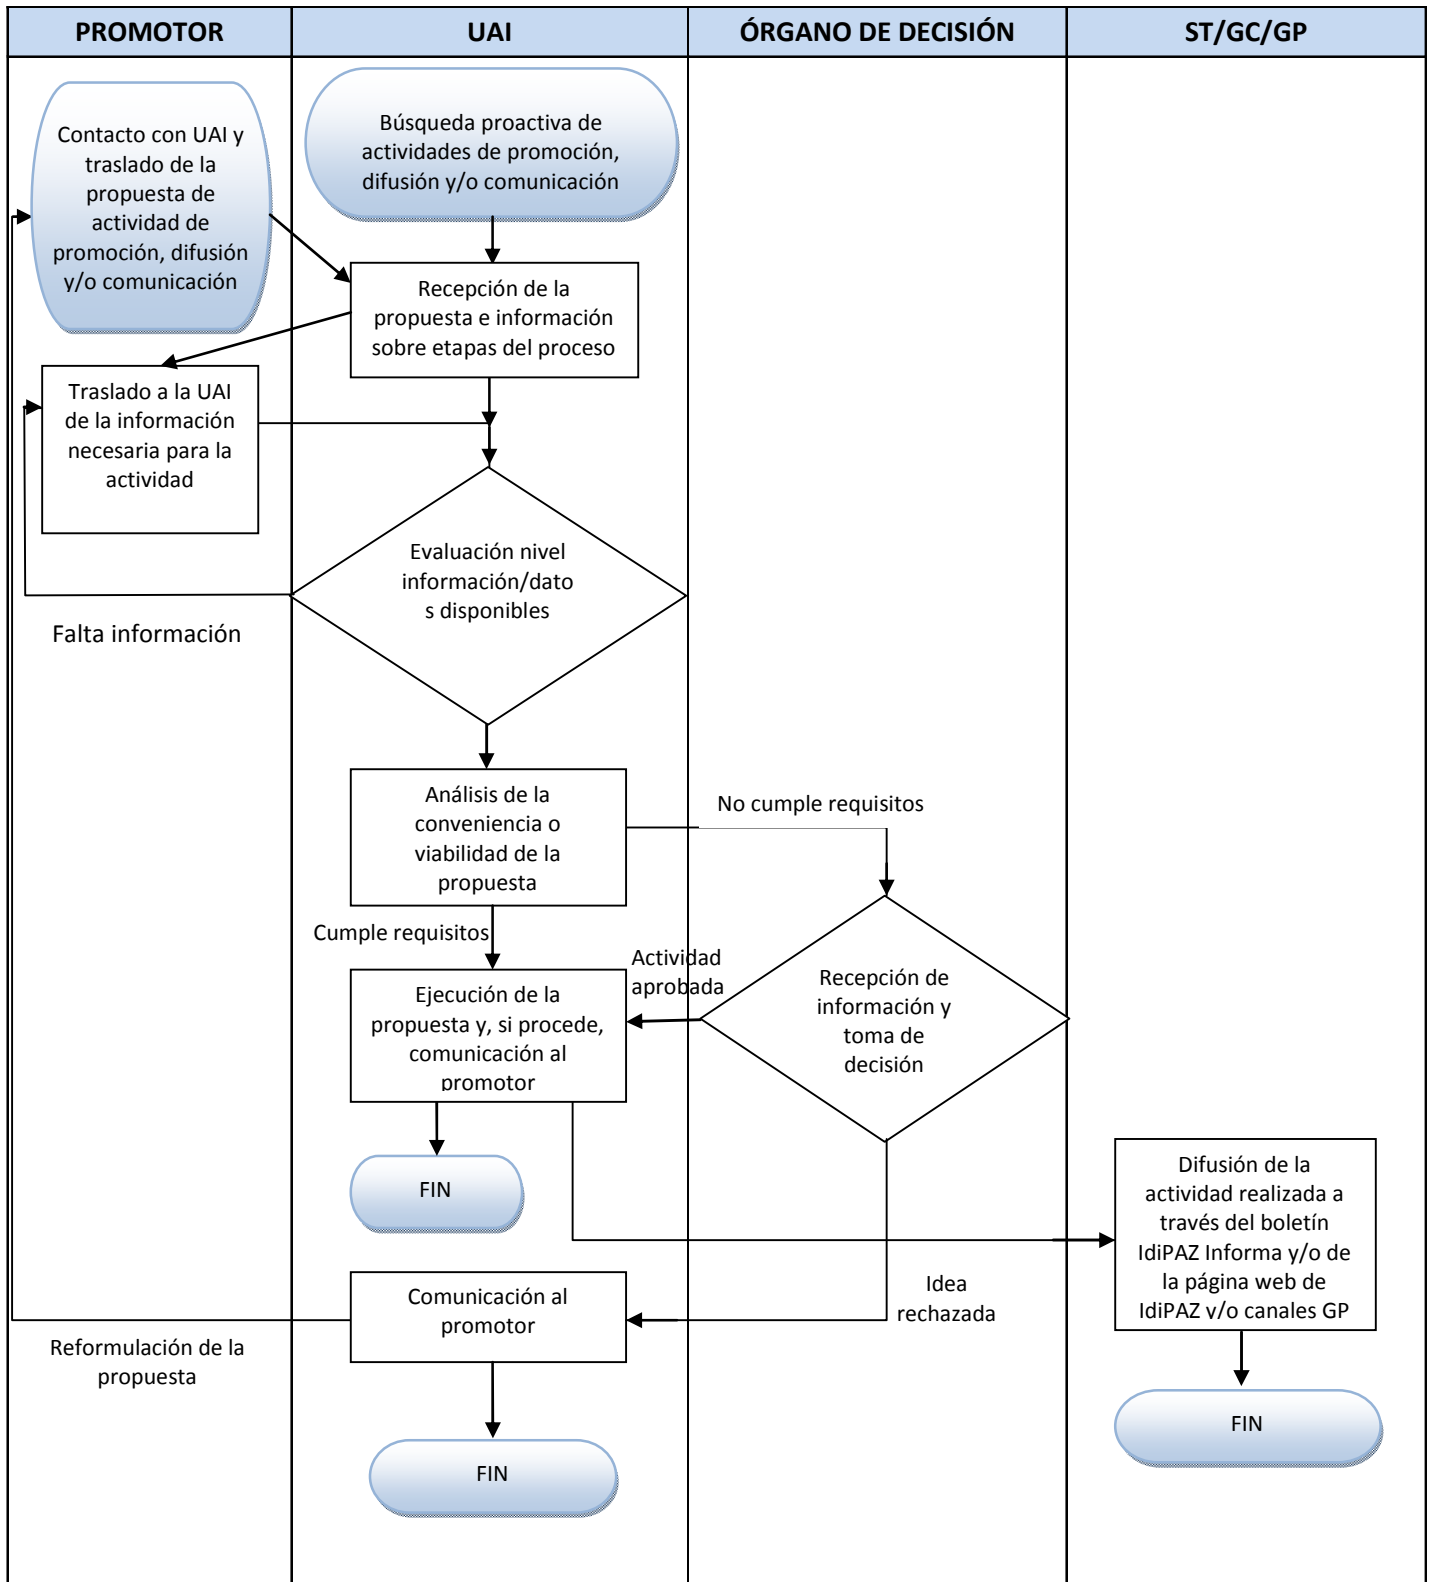 PROMOTOR
UAI
ÓRGANO DE DECISIÓN
ST/GC/GP
Contacto con UAI y
traslado de la
propuesta de
actividad de
promoción, difusión
y/o comunicación
Búsqueda proactiva de
actividades de promoción,
difusión y/o comunicación
Recepción de la
propuesta e información
sobre etapas del proceso
Traslado a la UAI
de la información
necesaria para la
actividad
Evaluación nivel
información/dato
s disponibles
Falta información
Análisis de la
conveniencia o
viabilidad de la
propuesta
No cumple requisitos
Cumple requisitos
Actividad
aprobada
Recepción de
información y
toma de
decisión
Ejecución de la
propuesta y, si procede,
comunicación al
promotor
FIN
Difusión de la
actividad realizada a
través del boletín
IdiPAZ Informa y/o de
la página web de
IdiPAZ y/o canales GP
Idea
rechazada
Comunicación al
promotor
Reformulación de la
propuesta
FIN
FIN